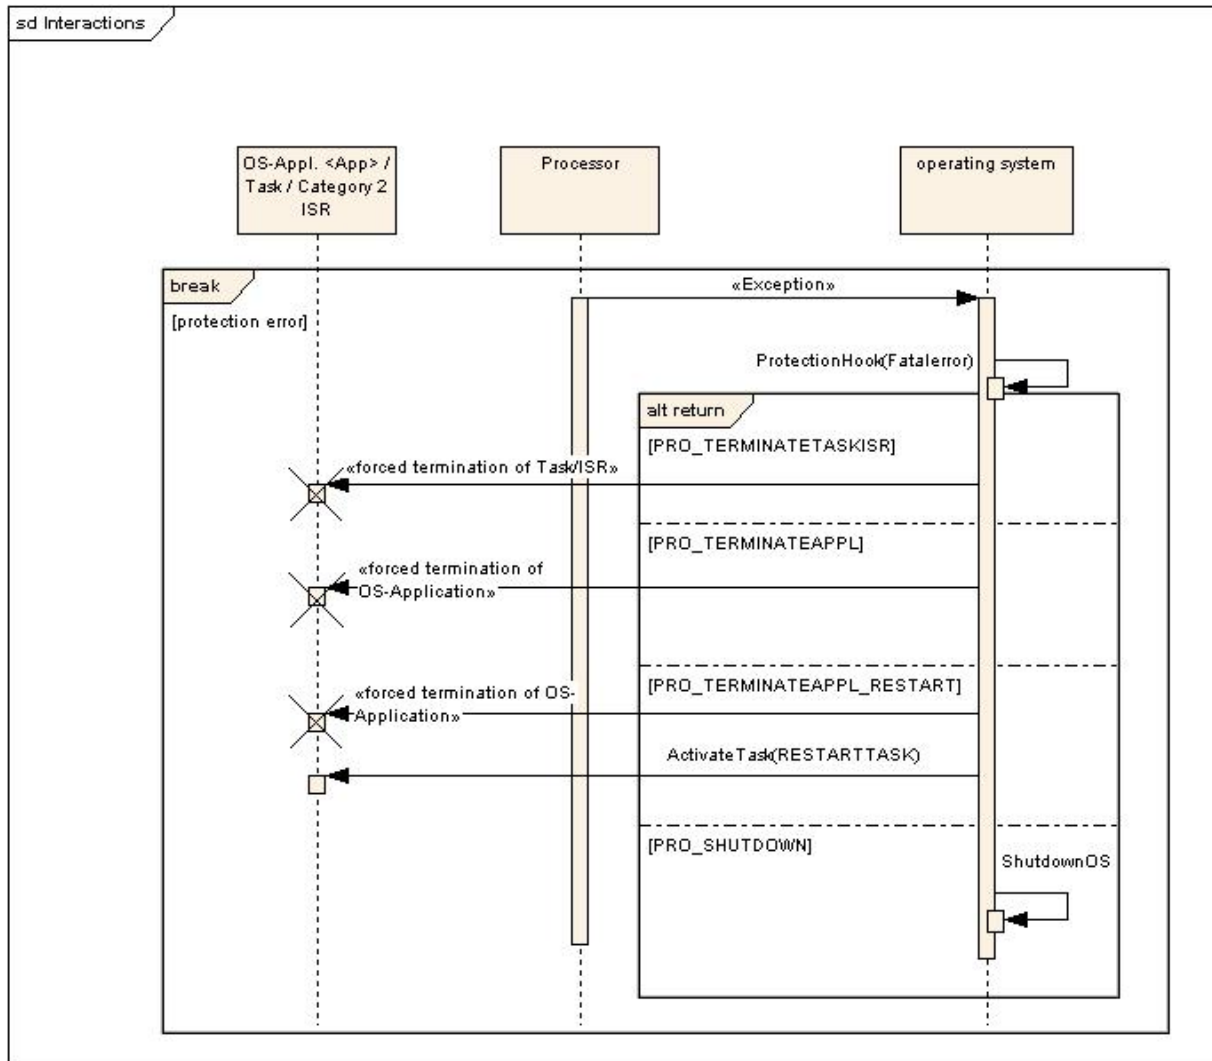 sd Interactions
OS-Appl. <App> /
Task / Category 2
ISR
Processor
operating system
break
«Exception»
[protection error]
ProtectionHook(Fatalerror)
alt return
[PRO_TERMINATETASKISR]
«forced termination of Task/ISR»
[PRO_TERMINATEAPPL]
«forced termination of
OS-Application»
[PRO_TERMINATEAPPL_RESTART]
«forced termination of OS-
Application»
ActivateTask(RESTARTTASK)
[PRO_SHUTDOWN]
ShutdownOS